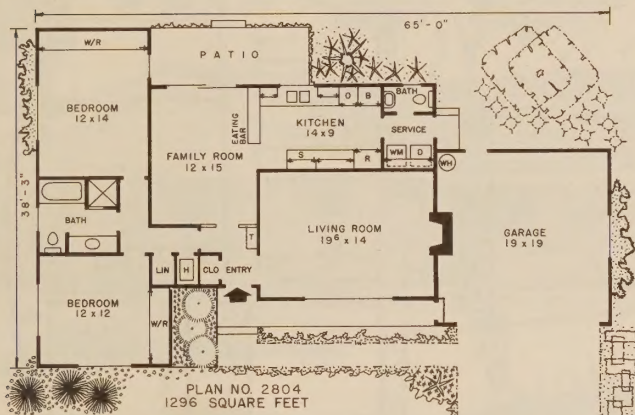 65'-0"
W/R
PATIO
BEDROOM
12 x 14
BATH
O
B
KITCHEN
14 x 9
EATING
BAR
SERVICE
FAMILY ROOM
12 x 15
S
R
WM
D
WH
38'-3"
BATH
LIVING ROOM
19⁶ x 14
GARAGE
19 x 19
T
LIN
H
CLO
ENTRY
BEDROOM
12 x 12
W/R
PLAN NO. 2804
1296 SQUARE FEET